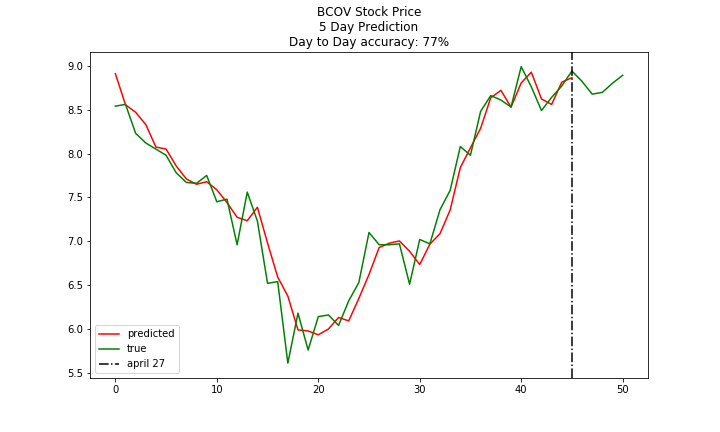 BCOV Stock Price
5 Day Prediction
Day to Day accuracy: 77%
9.0
8.5
8.0
7.5
7.0
6.5
6.0
5.5
predicted
true
april 27
0 10 20 30 40 50